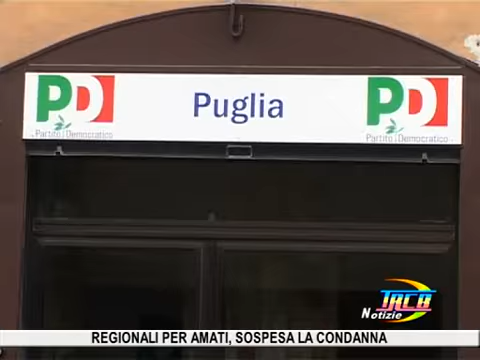 PD
Partito Democratico
Puglia
PD
Partito Democratico
TRCB
Notizie
REGIONALI PER AMATI, SOSPESA LA CONDANNA